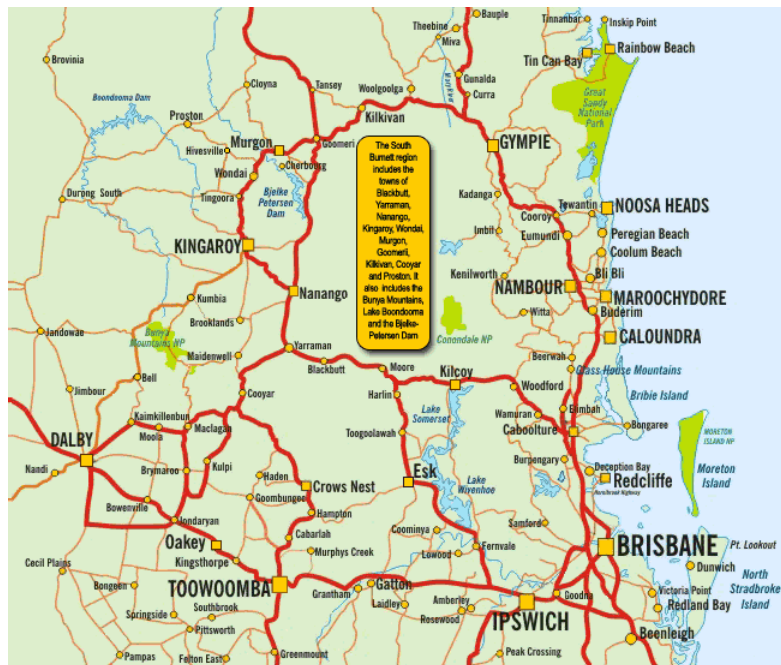 Bauple
Tinnanbar
Inskip Point
Theebine
Miva
Rainbow Beach
Brovinia
Tin Can Bay
Gunalda
Cloyna
Tansey
Woolgoolga
Curra
Boondooma Dam
Great
Sandy
National
Park
Proston
Kilkivan
Hivesville
Murgon
Goomeri
GYMPIE
Cherbourg
Wondai
Durong South
Tingoora
Bjelke
Petersen
Dam
Kadanga
Tewantin
NOOSA HEADS
Cooroy
Imbil
Eumundi
Peregian Beach
KINGAROY
Coolum Beach
Kenilworth
Bli Bli
NAMBOUR
MAROOCHYDORE
Nanango
Kumbia
Witta
Buderim
Brooklands
Jandowae
Bunya
Mountains NP
Conondale NP
CALOUNDRA
Maidenwell
Yarraman
Beerwah
Blackbutt
Moore
Glass House Mountains
Bell
Kilcoy
Woodford
Jimbour
Cooyar
Harlin
Bribie Island
Kaimkillenbun
Lake
Somerset
Wamuran
Elimbah
Maclagan
Bongaree
DALBY
Moola
Toogoolawah
Caboolture
MORETON
ISLAND NP
Nandi
Brymaroo
Kulpi
Haden
Esk
Burpengary
Deception Bay
Redcliffe
Moreton
Island
Crows Nest
Lake
Wivenhoe
Goombungee
Bowenville
Hampton
Jondaryan
Samford
Cabarlah
Coominya
Oakey
Murphys Creek
Lowood
Fernvale
BRISBANE
Pt. Lookout
Cecil Plains
Kingsthorpe
Dunwich
Bongeen
TOOWOOMBA
Gatton
Goodna
Victoria Point
North
Stradbroke
Island
Grantham
Laidley
Amberley
Redland Bay
Springside
Southbrook
Rosewood
IPSWICH
Pittsworth
Beenleigh
Pampas
Felton East
Greenmount
Peak Crossing
The South
Burnett region
includes the
towns of
Blackbutt,
Yarraman,
Nanango,
Kingaroy, Wondai,
Murgon,
Goomerii,
Kilkivan, Cooyar
and Proston. It
also includes the
Bunya Mountains,
Lake Boondooma
and the Bjelke-
Petersen Dam